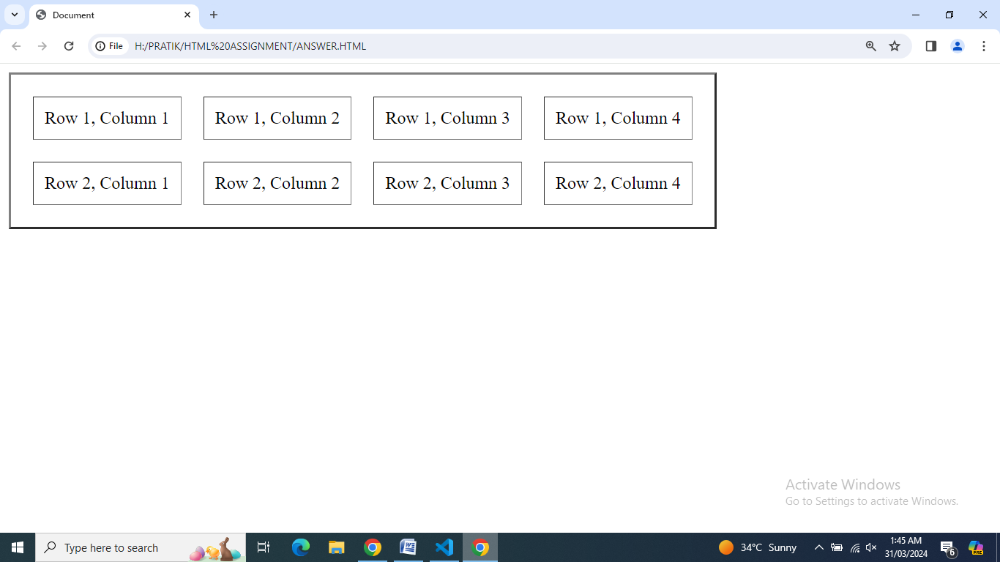 Document
File H:/PRATIK/HTML%20ASSIGNMENT/ANSWER.HTML
Row 1, Column 1 Row 1, Column 2 Row 1, Column 3 Row 1, Column 4
Row 2, Column 1 Row 2, Column 2 Row 2, Column 3 Row 2, Column 4
Activate Windows
Go to Settings to activate Windows.
Type here to search
34°C Sunny
1:45 AM
31/03/2024
6
PRE